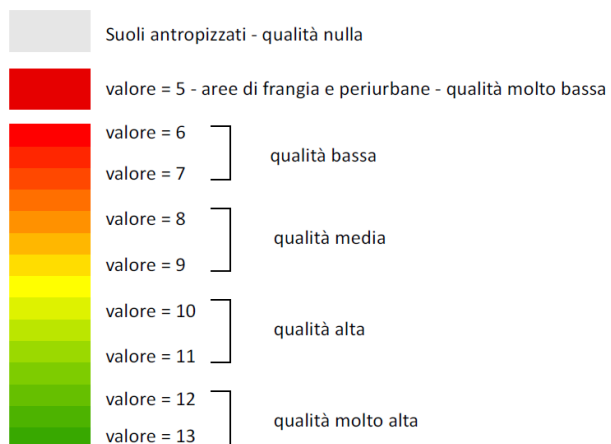 Suoli antropizzati - qualità nulla
valore = 5 - aree di frangia e periurbane - qualità molto bassa
valore = 6
qualità bassa
valore = 7
valore = 8
qualità media
valore = 9
valore = 10
qualità alta
valore = 11
valore = 12
qualità molto alta
valore = 13